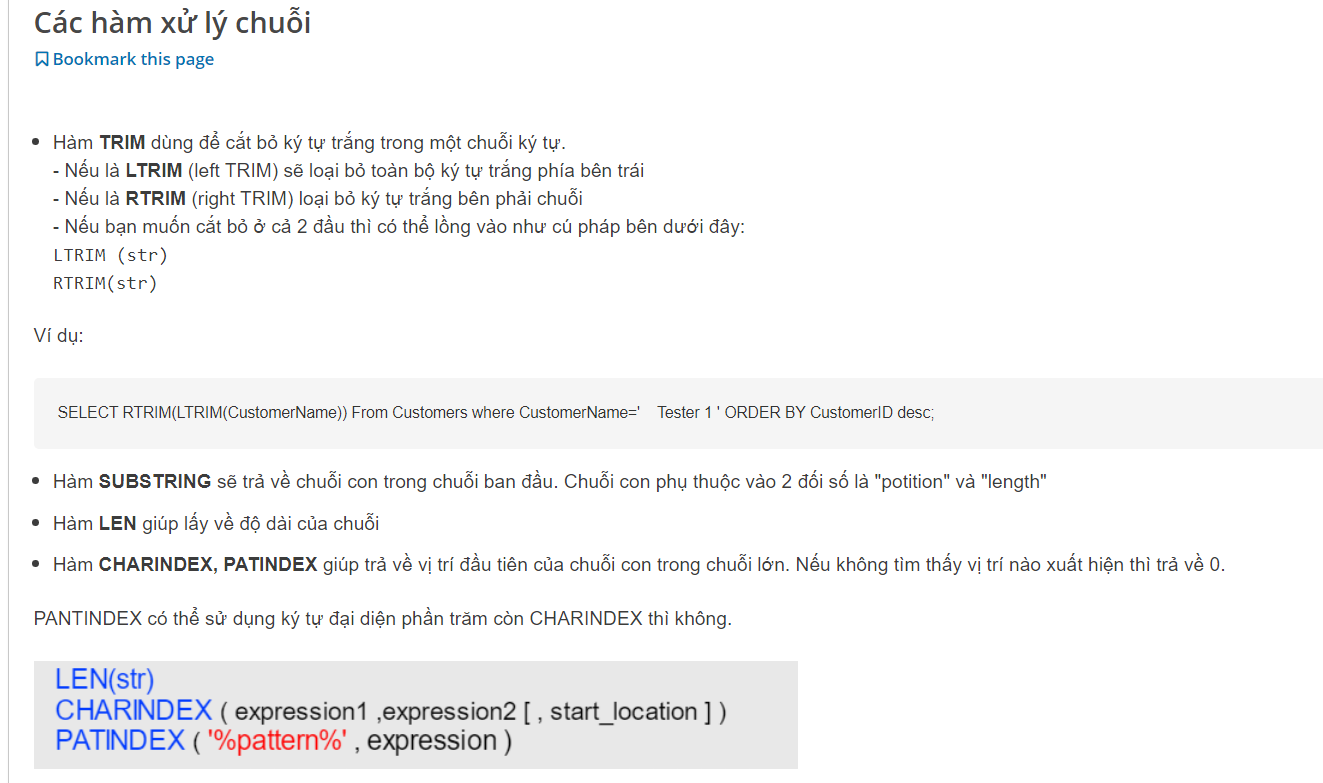 Các hàm xử lý chuỗi
Bookmark this page
Hàm TRIM dùng để cắt bỏ ký tự trắng trong một chuỗi ký tự.
- Nếu là LTRIM (left TRIM) sẽ loại bỏ toàn bộ ký tự trắng phía bên trái
- Nếu là RTRIM (right TRIM) loại bỏ ký tự trắng bên phải chuỗi
- Nếu bạn muốn cắt bỏ ở cả 2 đầu thì có thể lồng vào như cú pháp bên dưới đây:
LTRIM (str)
RTRIM(str)
Ví dụ:
SELECT RTRIM(LTRIM(CustomerName)) From Customers where CustomerName='    Tester 1 ' ORDER BY CustomerID desc;
Hàm SUBSTRING sẽ trả về chuỗi con trong chuỗi ban đầu. Chuỗi con phụ thuộc vào 2 đối số là "potition" và "length"
Hàm LEN giúp lấy về độ dài của chuỗi
Hàm CHARINDEX, PATINDEX giúp trả về vị trí đầu tiên của chuỗi con trong chuỗi lớn. Nếu không tìm thấy vị trí nào xuất hiện thì trả về 0.
PANTINDEX có thể sử dụng ký tự đại diện phần trăm còn CHARINDEX thì không.
LEN(str)
CHARINDEX ( expression1 ,expression2 [ , start_location ] )
PATINDEX ( '%pattern%' , expression )